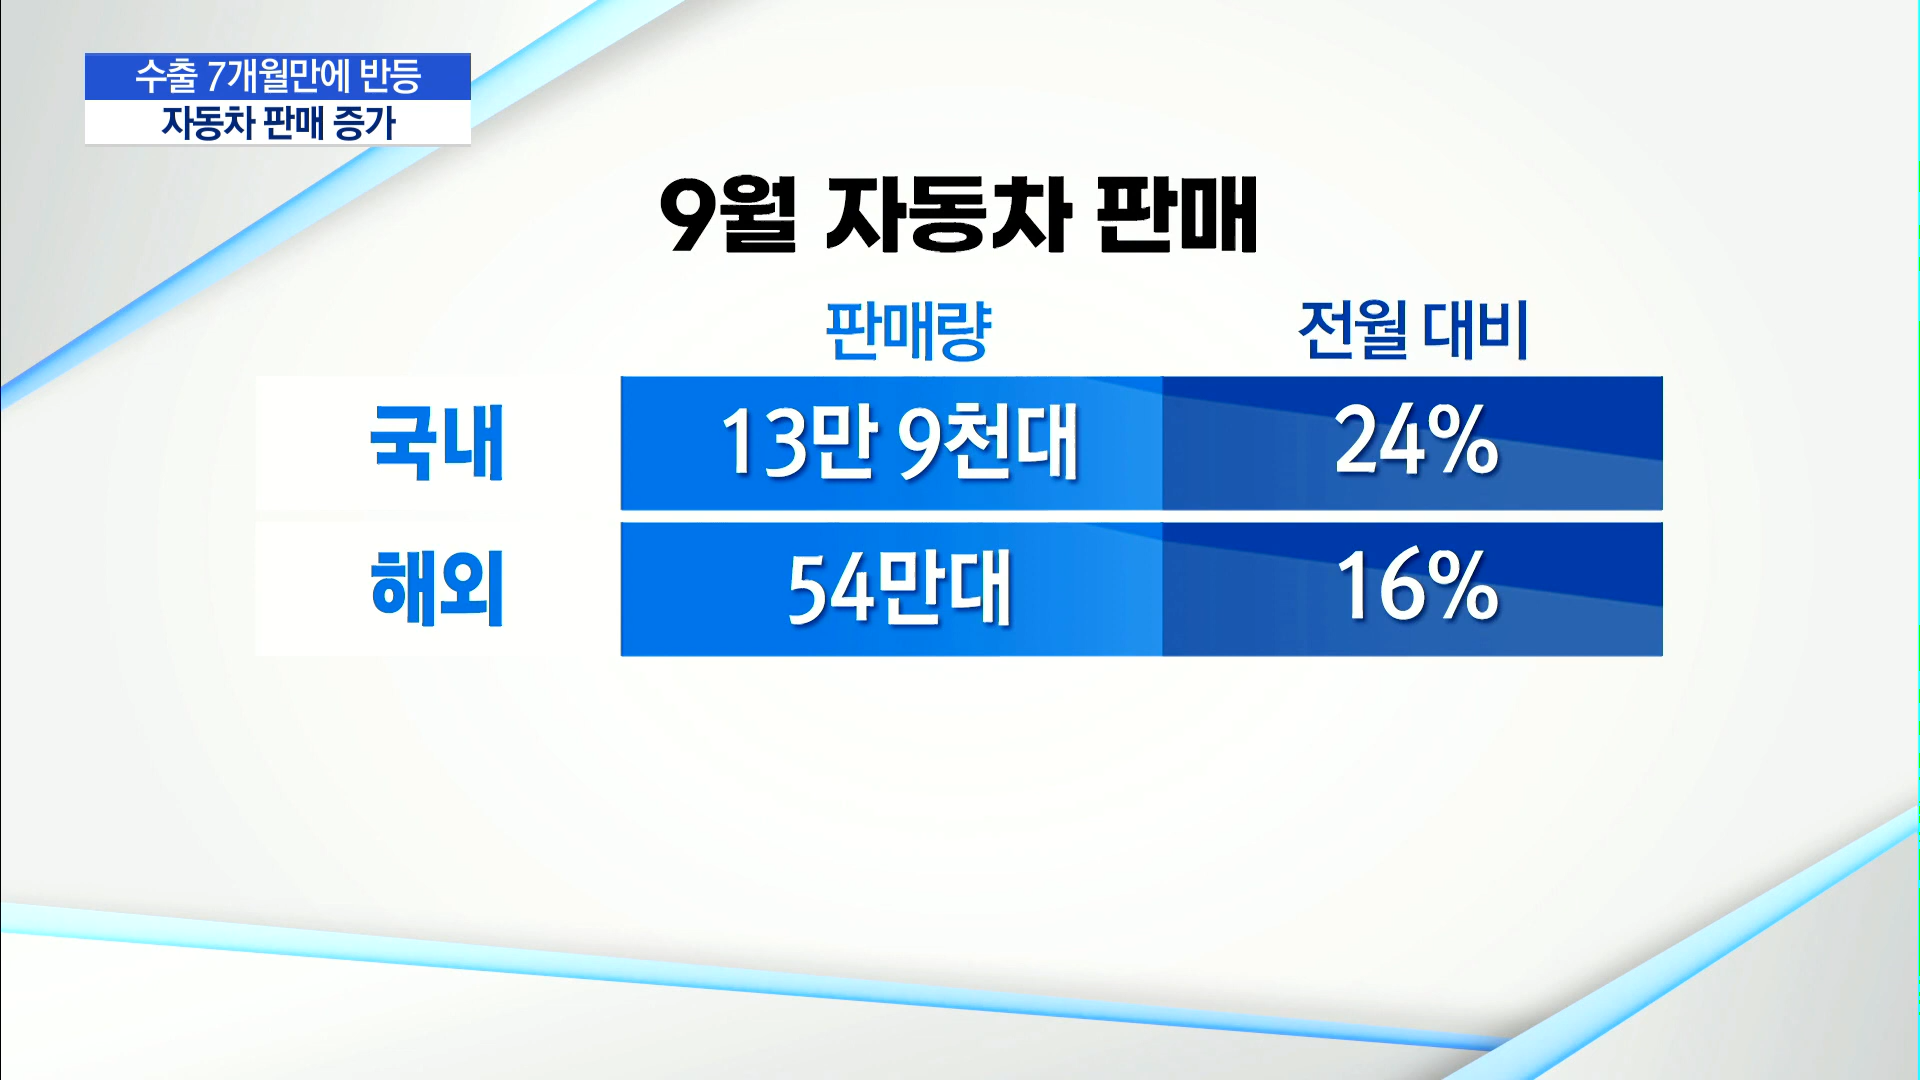 수출 7개월만에 반등
자동차 판매 증가
9월 자동차 판매
판매량 전월 대비
국내 13만 9천대 24%
해외 54만대 16%